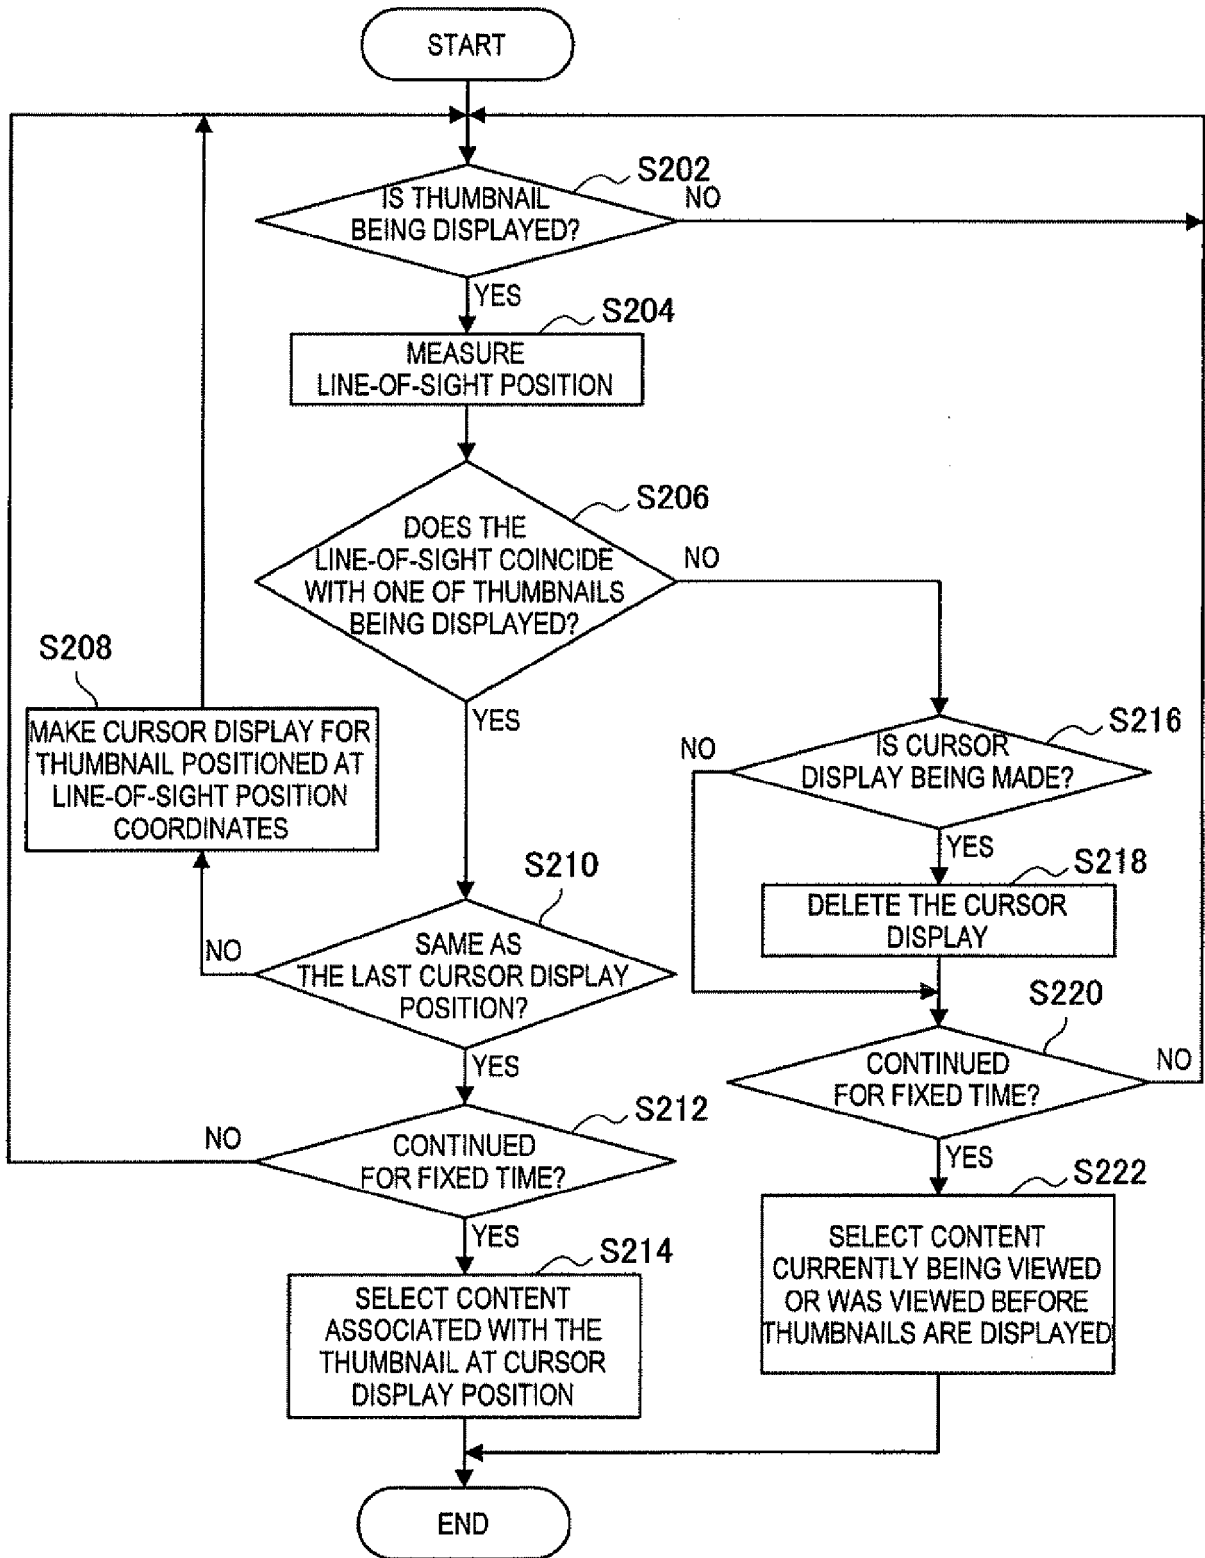 START
S202
IS THUMBNAIL
BEING DISPLAYED?
NO
YES
S204
MEASURE
LINE-OF-SIGHT POSITION
S206
DOES THE
LINE-OF-SIGHT COINCIDE
WITH ONE OF THUMBNAILS
BEING DISPLAYED?
NO
YES
S208
MAKE CURSOR DISPLAY FOR
THUMBNAIL POSITIONED AT
LINE-OF-SIGHT POSITION
COORDINATES
S210
SAME AS
THE LAST CURSOR DISPLAY
POSITION?
NO
YES
S212
CONTINUED
FOR FIXED TIME?
NO
YES
S214
SELECT CONTENT
ASSOCIATED WITH THE
THUMBNAIL AT CURSOR
DISPLAY POSITION
S216
IS CURSOR
DISPLAY BEING MADE?
NO
YES
S218
DELETE THE CURSOR
DISPLAY
S220
CONTINUED
FOR FIXED TIME?
NO
YES
S222
SELECT CONTENT
CURRENTLY BEING VIEWED
OR WAS VIEWED BEFORE
THUMBNAILS ARE DISPLAYED
END